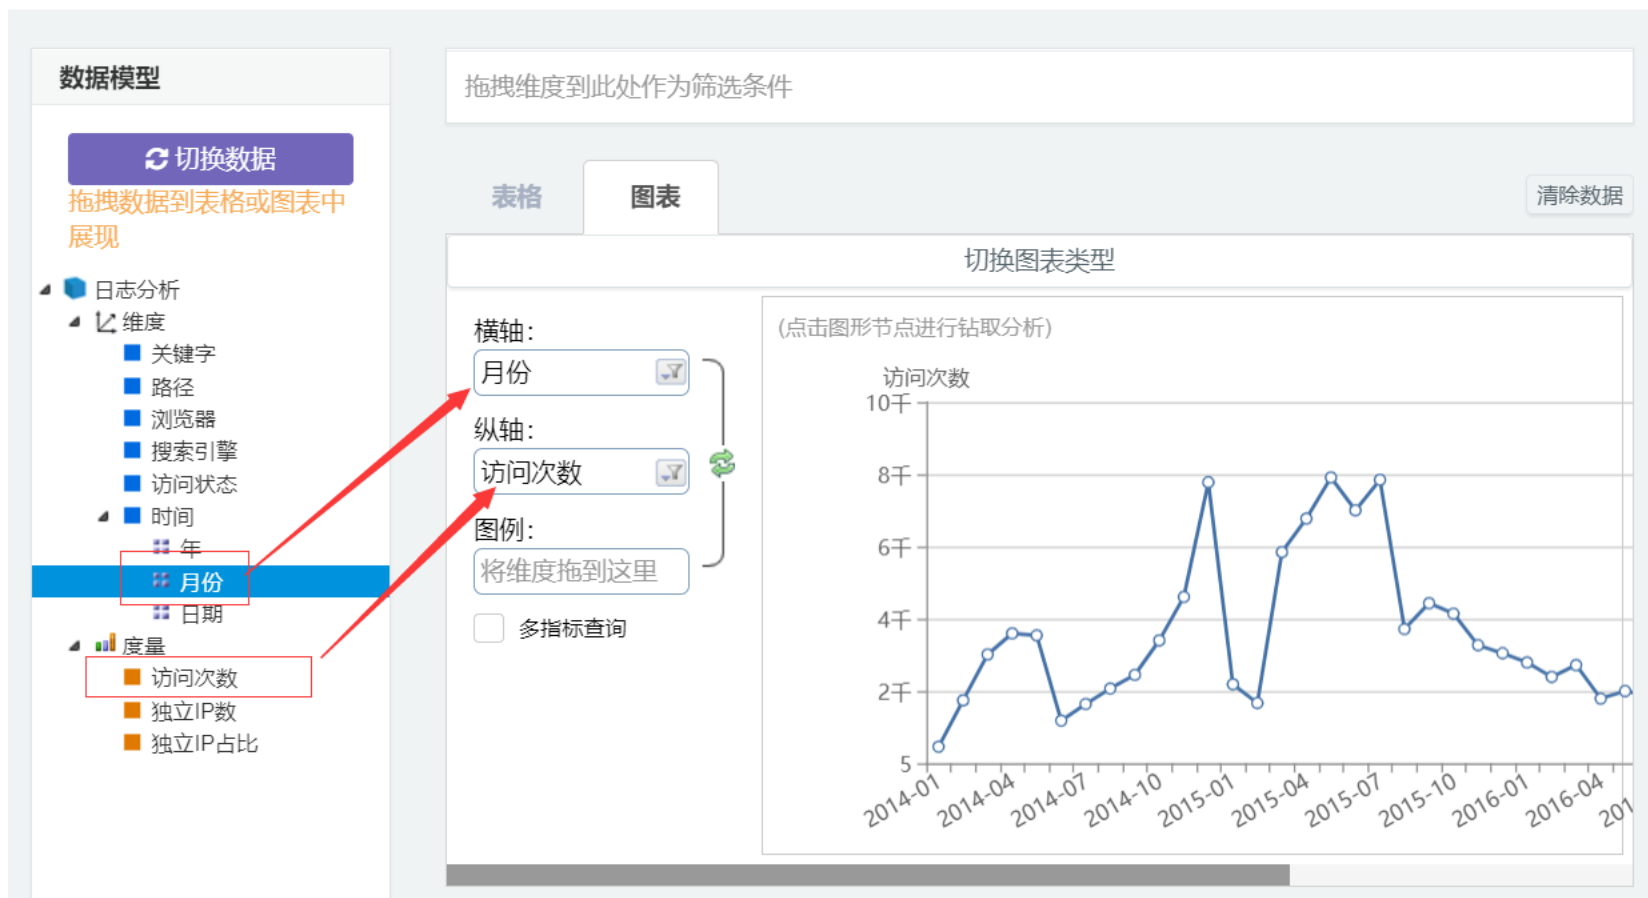 数据模型
切换数据
拖拽数据到表格或图表中
展现
日志分析
维度
关键字
路径
浏览器
搜索引擎
访问状态
时间
年
月份
日期
度量
访问次数
独立IP数
独立IP占比
拖拽维度到此处作为筛选条件
表格
图表
清除数据
切换图表类型
横轴:
月份
纵轴:
访问次数
图例:
将维度拖到这里
多指标查询
(点击图形节点进行钻取分析)
访问次数
10千
8千
6千
4千
2千
5
2014-01
2014-04
2014-07
2014-10
2015-01
2015-04
2015-07
2015-10
2016-01
2016-04
201